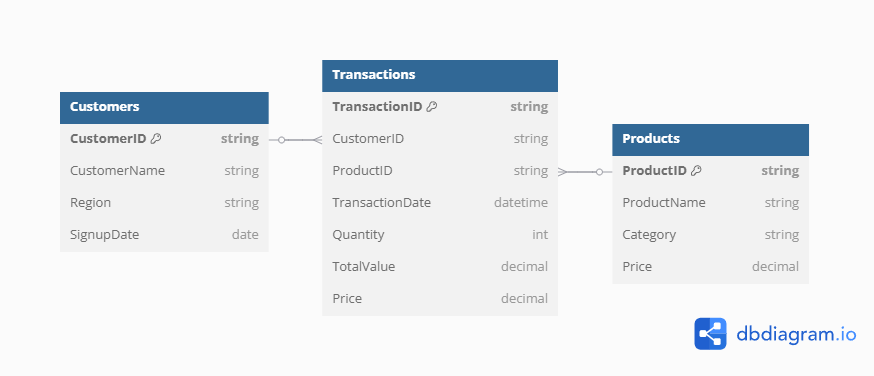 Customers
CustomerID string
CustomerName string
Region string
SignupDate date
Transactions
TransactionID string
CustomerID string
ProductID string
TransactionDate datetime
Quantity int
TotalValue decimal
Price decimal
Products
ProductID string
ProductName string
Category string
Price decimal
dbdiagram.io